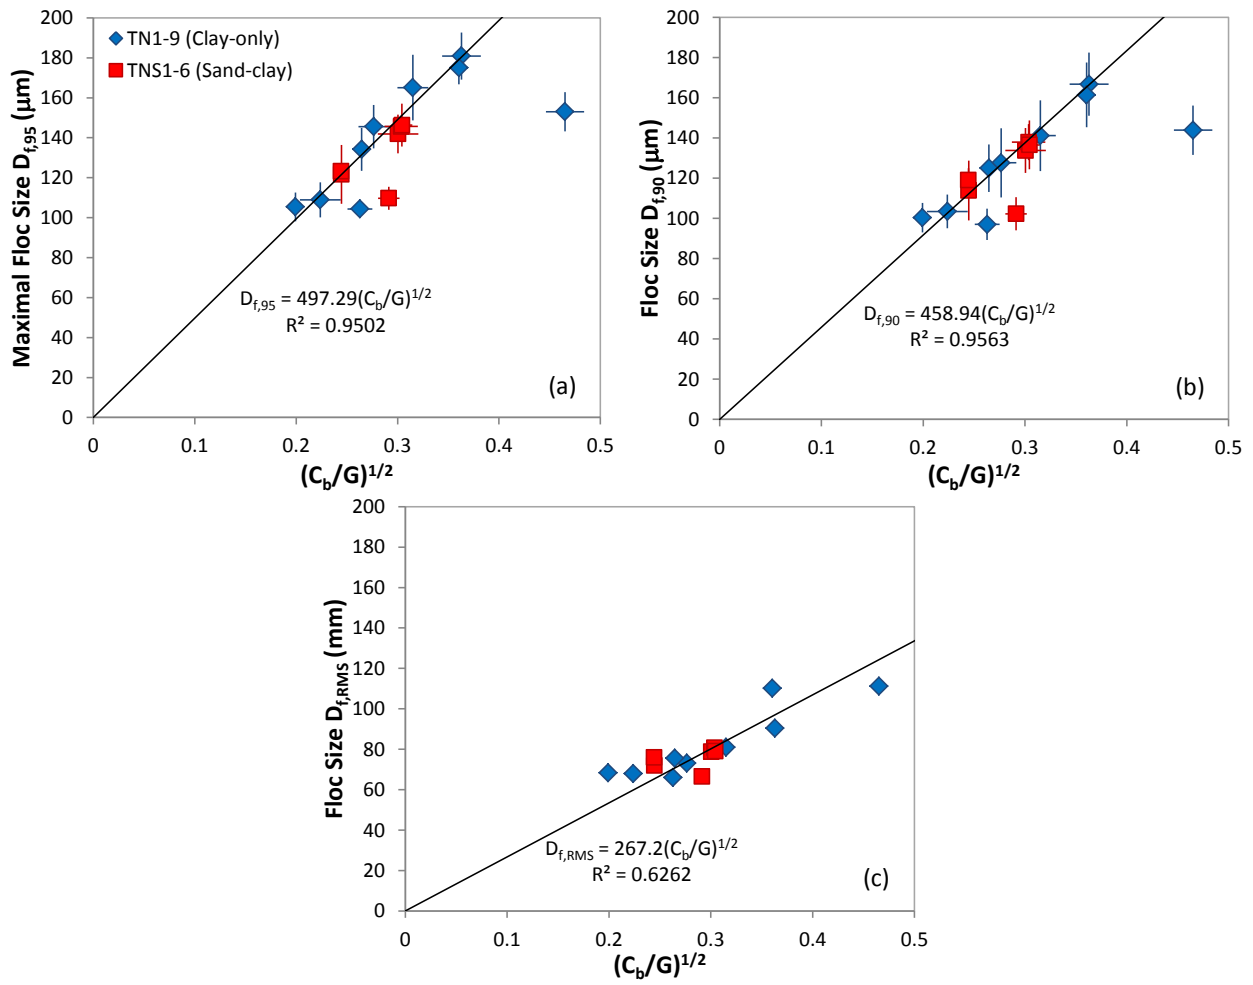 200
180
160
140
120
100
80
60
40
20
0
Maximal Floc Size D_f,95 (μm)
TN1-9 (Clay-only)
TNS1-6 (Sand-clay)
D_f,95 = 497.29(C_b/G)^1/2
R² = 0.9502
(a)
0 0.1 0.2 0.3 0.4 0.5
(C_b/G)^1/2
200
180
160
140
120
100
80
60
40
20
0
Floc Size D_f,90 (μm)
D_f,90 = 458.94(C_b/G)^1/2
R² = 0.9563
(b)
0 0.1 0.2 0.3 0.4 0.5
(C_b/G)^1/2
200
180
160
140
120
100
80
60
40
20
0
Floc Size D_f,RMS (mm)
D_f,RMS = 267.2(C_b/G)^1/2
R² = 0.6262
(c)
0 0.1 0.2 0.3 0.4 0.5
(C_b/G)^1/2